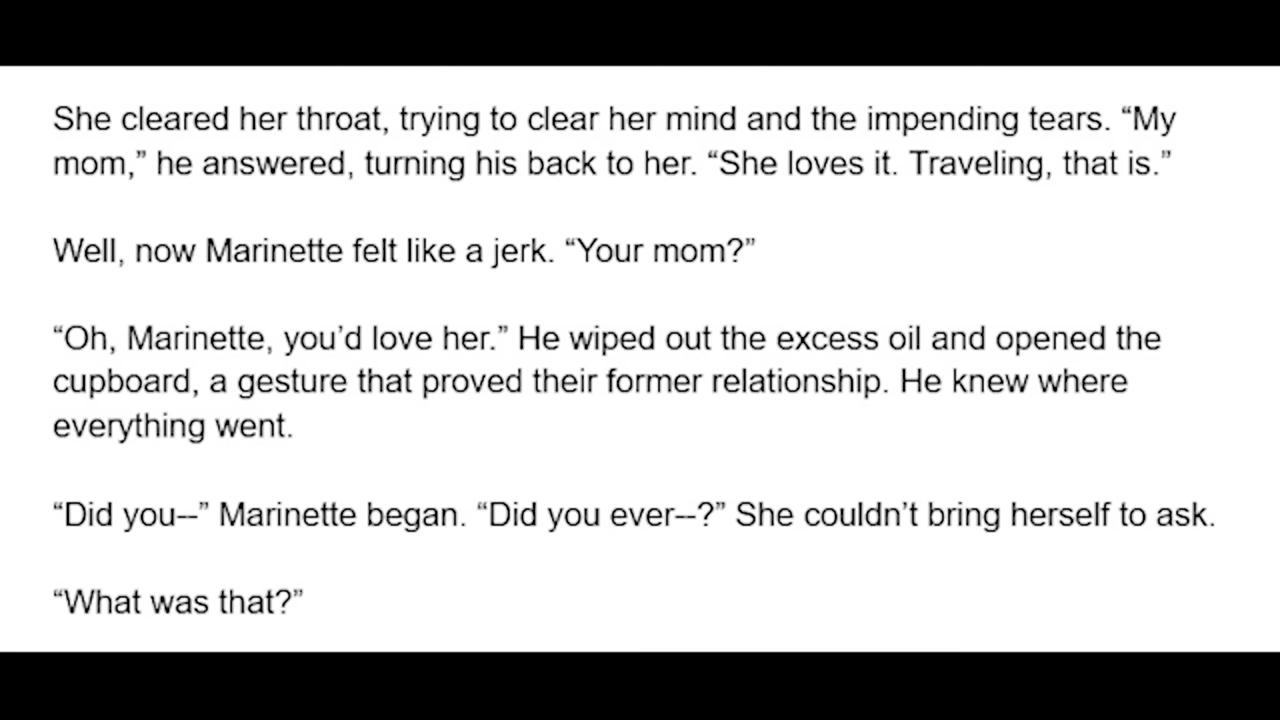 She cleared her throat, trying to clear her mind and the impending tears. “My
mom,” he answered, turning his back to her. “She loves it. Traveling, that is.”
Well, now Marinette felt like a jerk. “Your mom?”
“Oh, Marinette, you’d love her.” He wiped out the excess oil and opened the
cupboard, a gesture that proved their former relationship. He knew where
everything went.
“Did you--” Marinette began. “Did you ever--?” She couldn’t bring herself to ask.
“What was that?”